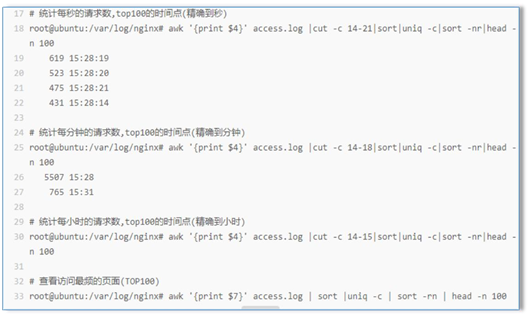 17 # 统计每秒的请求数,top100的时间点(精确到秒)
18 root@ubuntu:/var/log/nginx# awk '{print $4}' access.log |cut -c 14-21|sort|uniq -c|sort -nr|head -
n 100
19 619 15:28:19
20 523 15:28:20
21 475 15:28:21
22 431 15:28:14
23
24 # 统计每分钟的请求数,top100的时间点(精确到分钟)
25 root@ubuntu:/var/log/nginx# awk '{print $4}' access.log |cut -c 14-18|sort|uniq -c|sort -nr|head -
n 100
26 5507 15:28
27 765 15:31
28
29 # 统计每小时的请求数,top100的时间点(精确到小时)
30 root@ubuntu:/var/log/nginx# awk '{print $4}' access.log |cut -c 14-15|sort|uniq -c|sort -nr|head -
n 100
31
32 # 查看访问最频的页面(TOP100)
33 root@ubuntu:/var/log/nginx# awk '{print $7}' access.log | sort |uniq -c | sort -rn | head -n 100